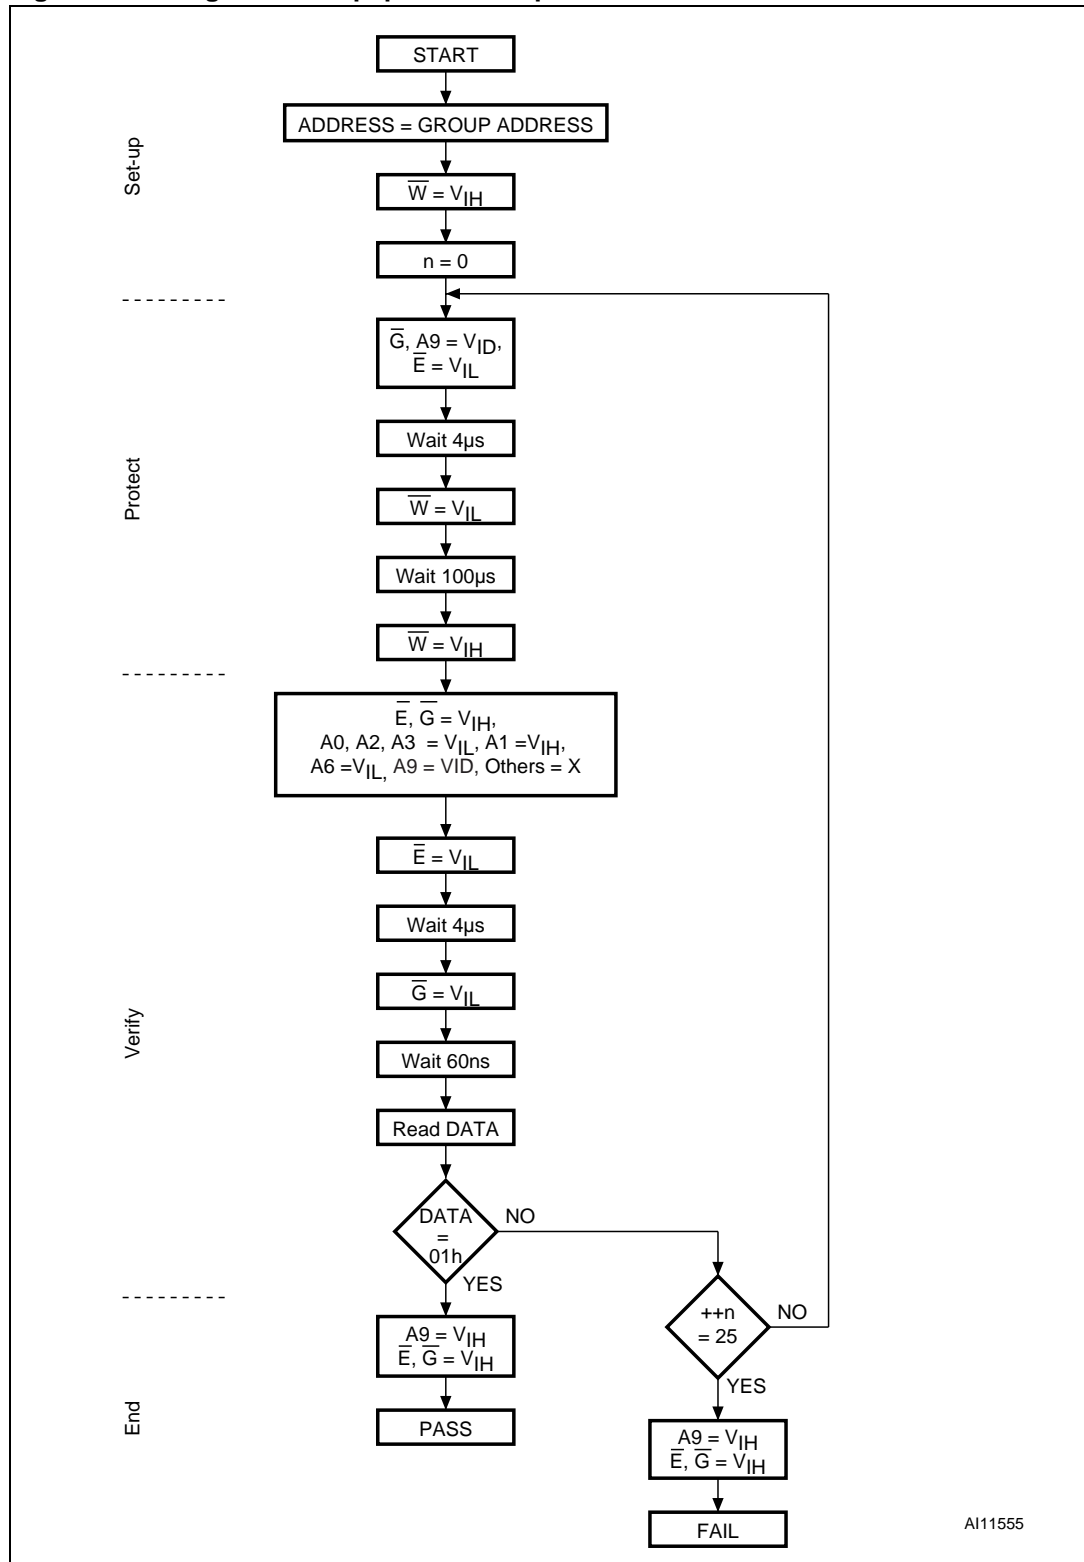 START
ADDRESS = GROUP ADDRESS
Set-up
W̅ = VIH
n = 0
G̅, A9 = VID,
E̅ = VIL
Wait 4µs
Protect
W̅ = VIL
Wait 100µs
W̅ = VIH
E̅, G̅ = VIH,
A0, A2, A3 = VIL, A1 =VIH,
A6 =VIL, A9 = VID, Others = X
E̅ = VIL
Wait 4µs
G̅ = VIL
Verify
Wait 60ns
Read DATA
DATA
=
01h
NO
YES
++n
= 25
NO
YES
A9 = VIH
E̅, G̅ = VIH
End
PASS
A9 = VIH
E̅, G̅ = VIH
FAIL
AI11555